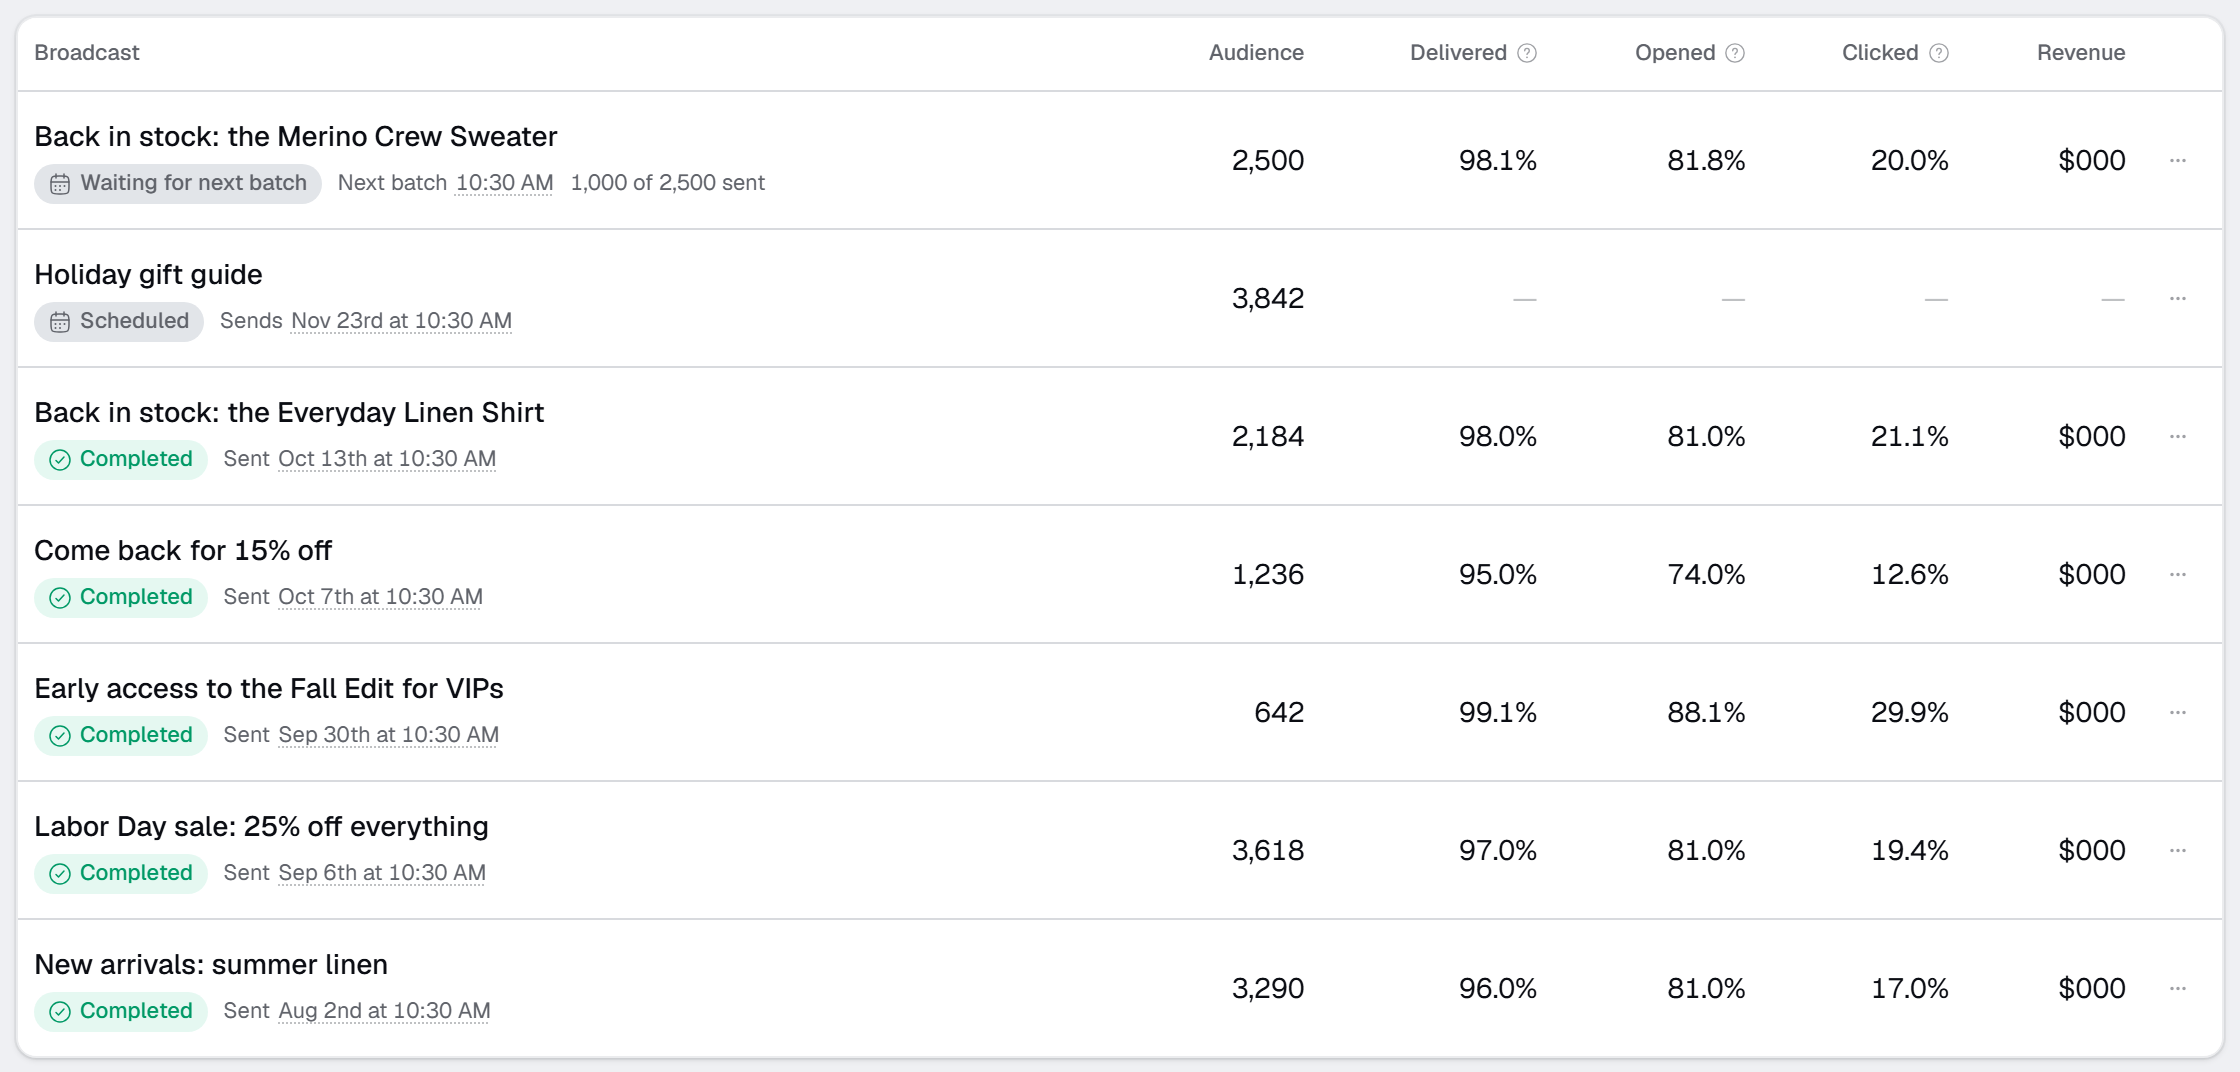 Broadcast Audience Delivered Opened Clicked Revenue
Back in stock: the Merino Crew Sweater
Waiting for next batch Next batch 10:30 AM 1,000 of 2,500 sent
2,500 98.1% 81.8% 20.0% $000
Holiday gift guide
Scheduled Sends Nov 23rd at 10:30 AM
3,842 — — — —
Back in stock: the Everyday Linen Shirt
Completed Sent Oct 13th at 10:30 AM
2,184 98.0% 81.0% 21.1% $000
Come back for 15% off
Completed Sent Oct 7th at 10:30 AM
1,236 95.0% 74.0% 12.6% $000
Early access to the Fall Edit for VIPs
Completed Sent Sep 30th at 10:30 AM
642 99.1% 88.1% 29.9% $000
Labor Day sale: 25% off everything
Completed Sent Sep 6th at 10:30 AM
3,618 97.0% 81.0% 19.4% $000
New arrivals: summer linen
Completed Sent Aug 2nd at 10:30 AM
3,290 96.0% 81.0% 17.0% $000